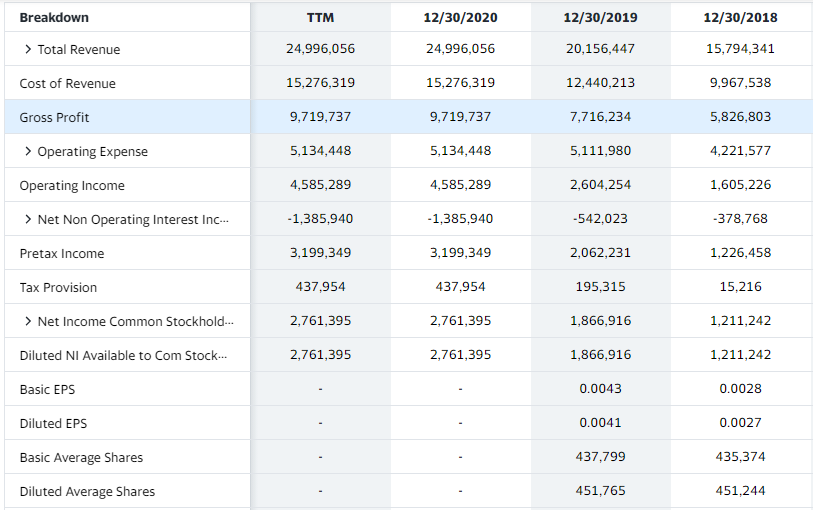 Breakdown TTM 12/30/2020 12/30/2019 12/30/2018
> Total Revenue 24,996,056 24,996,056 20,156,447 15,794,341
Cost of Revenue 15,276,319 15,276,319 12,440,213 9,967,538
Gross Profit 9,719,737 9,719,737 7,716,234 5,826,803
> Operating Expense 5,134,448 5,134,448 5,111,980 4,221,577
Operating Income 4,585,289 4,585,289 2,604,254 1,605,226
> Net Non Operating Interest Inc... -1,385,940 -1,385,940 -542,023 -378,768
Pretax Income 3,199,349 3,199,349 2,062,231 1,226,458
Tax Provision 437,954 437,954 195,315 15,216
> Net Income Common Stockhold... 2,761,395 2,761,395 1,866,916 1,211,242
Diluted NI Available to Com Stock... 2,761,395 2,761,395 1,866,916 1,211,242
Basic EPS - - 0.0043 0.0028
Diluted EPS - - 0.0041 0.0027
Basic Average Shares - - 437,799 435,374
Diluted Average Shares - - 451,765 451,244